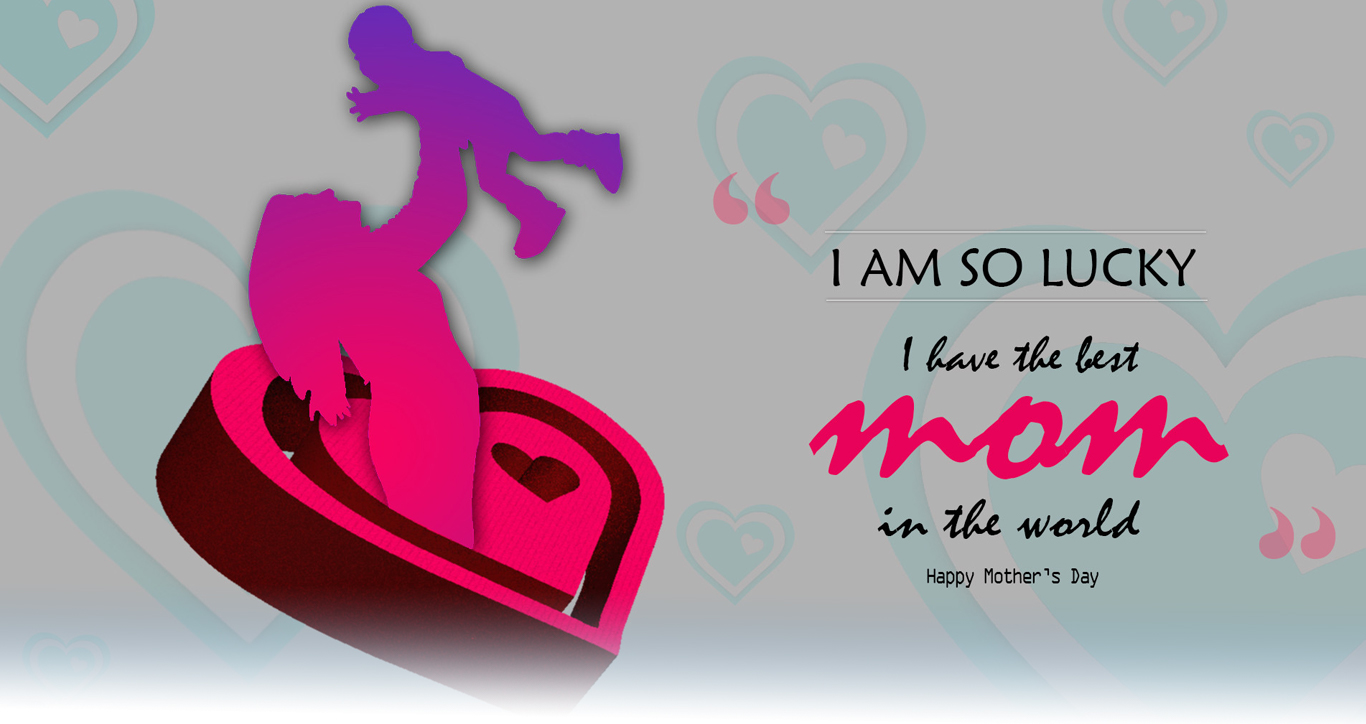 “
I AM SO LUCKY
I have the best
mom
in the world
”
Happy Mother's Day